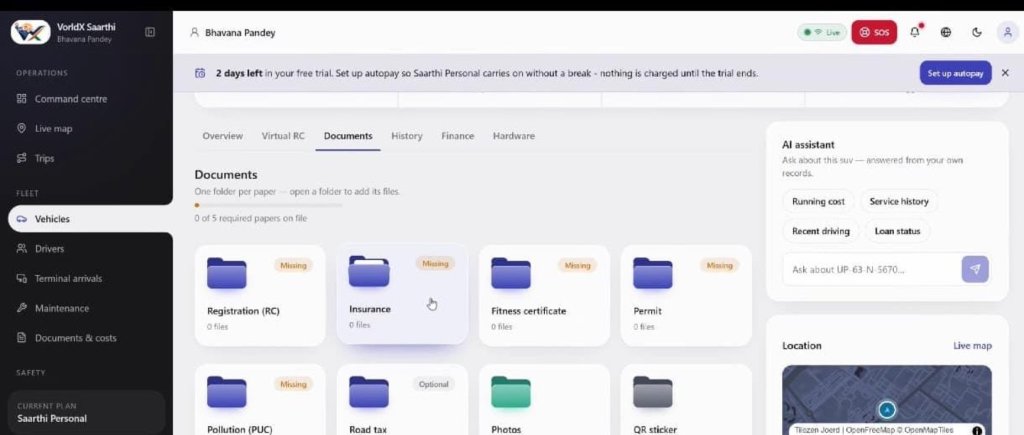 VorldX Saarthi
Bhavana Pandey
OPERATIONS
Command centre
Live map
Trips
FLEET
Vehicles
Drivers
Terminal arrivals
Maintenance
Documents & costs
SAFETY
CURRENT PLAN
Saarthi Personal
Bhavana Pandey
Live
SOS
2 days left in your free trial. Set up autopay so Saarthi Personal carries on without a break - nothing is charged until the trial ends.
Set up autopay
Overview Virtual RC Documents History Finance Hardware
Documents
One folder per paper — open a folder to add its files.
0 of 5 required papers on file
Missing
Registration (RC)
0 files
Missing
Insurance
0 files
Missing
Fitness certificate
0 files
Missing
Permit
0 files
Missing
Pollution (PUC)
Optional
Road tax
Photos
QR sticker
AI assistant
Ask about this suv — answered from your own
records.
Running cost Service history
Recent driving Loan status
Ask about UP-63-N-5670...
Location Live map
| OpenFreeMap © OpenMapTiles